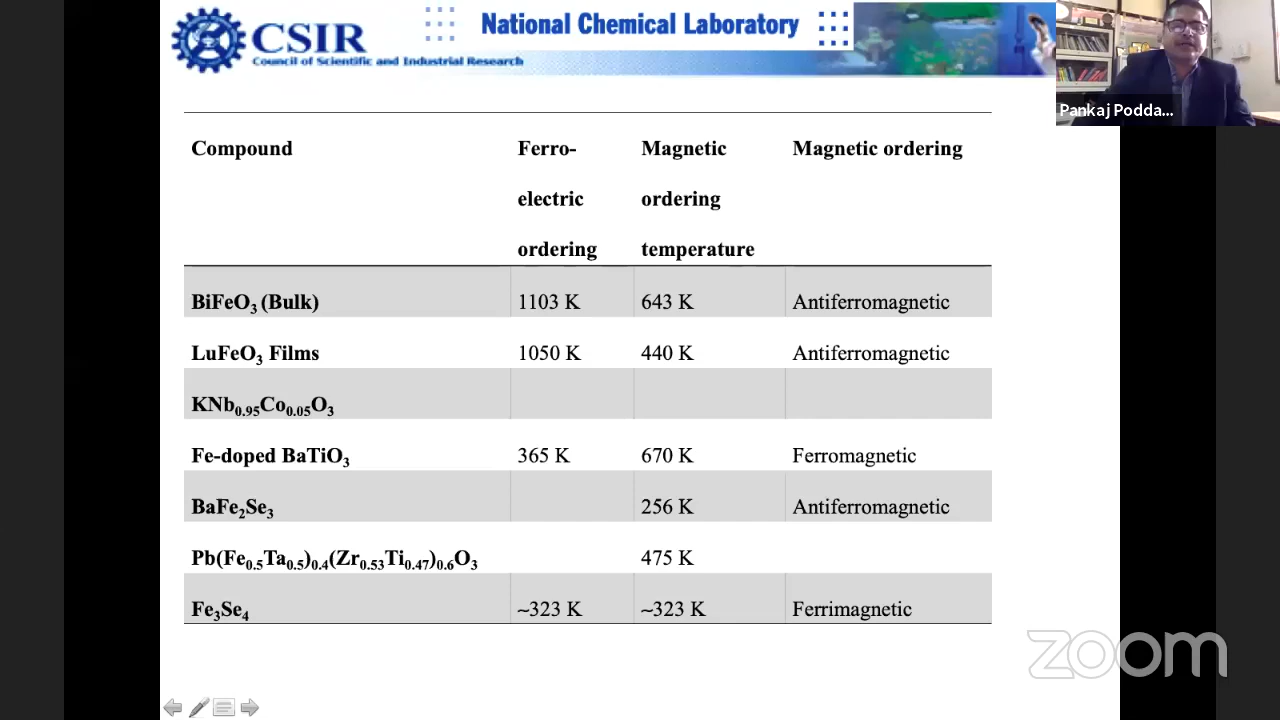 CSIR
Council of Scientific and Industrial Research
National Chemical Laboratory
Pankaj Podda...
Compound Ferro- Magnetic Magnetic ordering
electric ordering
ordering temperature
BiFeO₃ (Bulk) 1103 K 643 K Antiferromagnetic
LuFeO₃ Films 1050 K 440 K Antiferromagnetic
KNb₀.₉₅Co₀.₀₅O₃
Fe-doped BaTiO₃ 365 K 670 K Ferromagnetic
BaFe₂Se₃ 256 K Antiferromagnetic
Pb(Fe₀.₅Ta₀.₅)₀.₄(Zr₀.₅₃Ti₀.₄₇)₀.₆O₃ 475 K
Fe₃Se₄ ~323 K ~323 K Ferrimagnetic
zoom